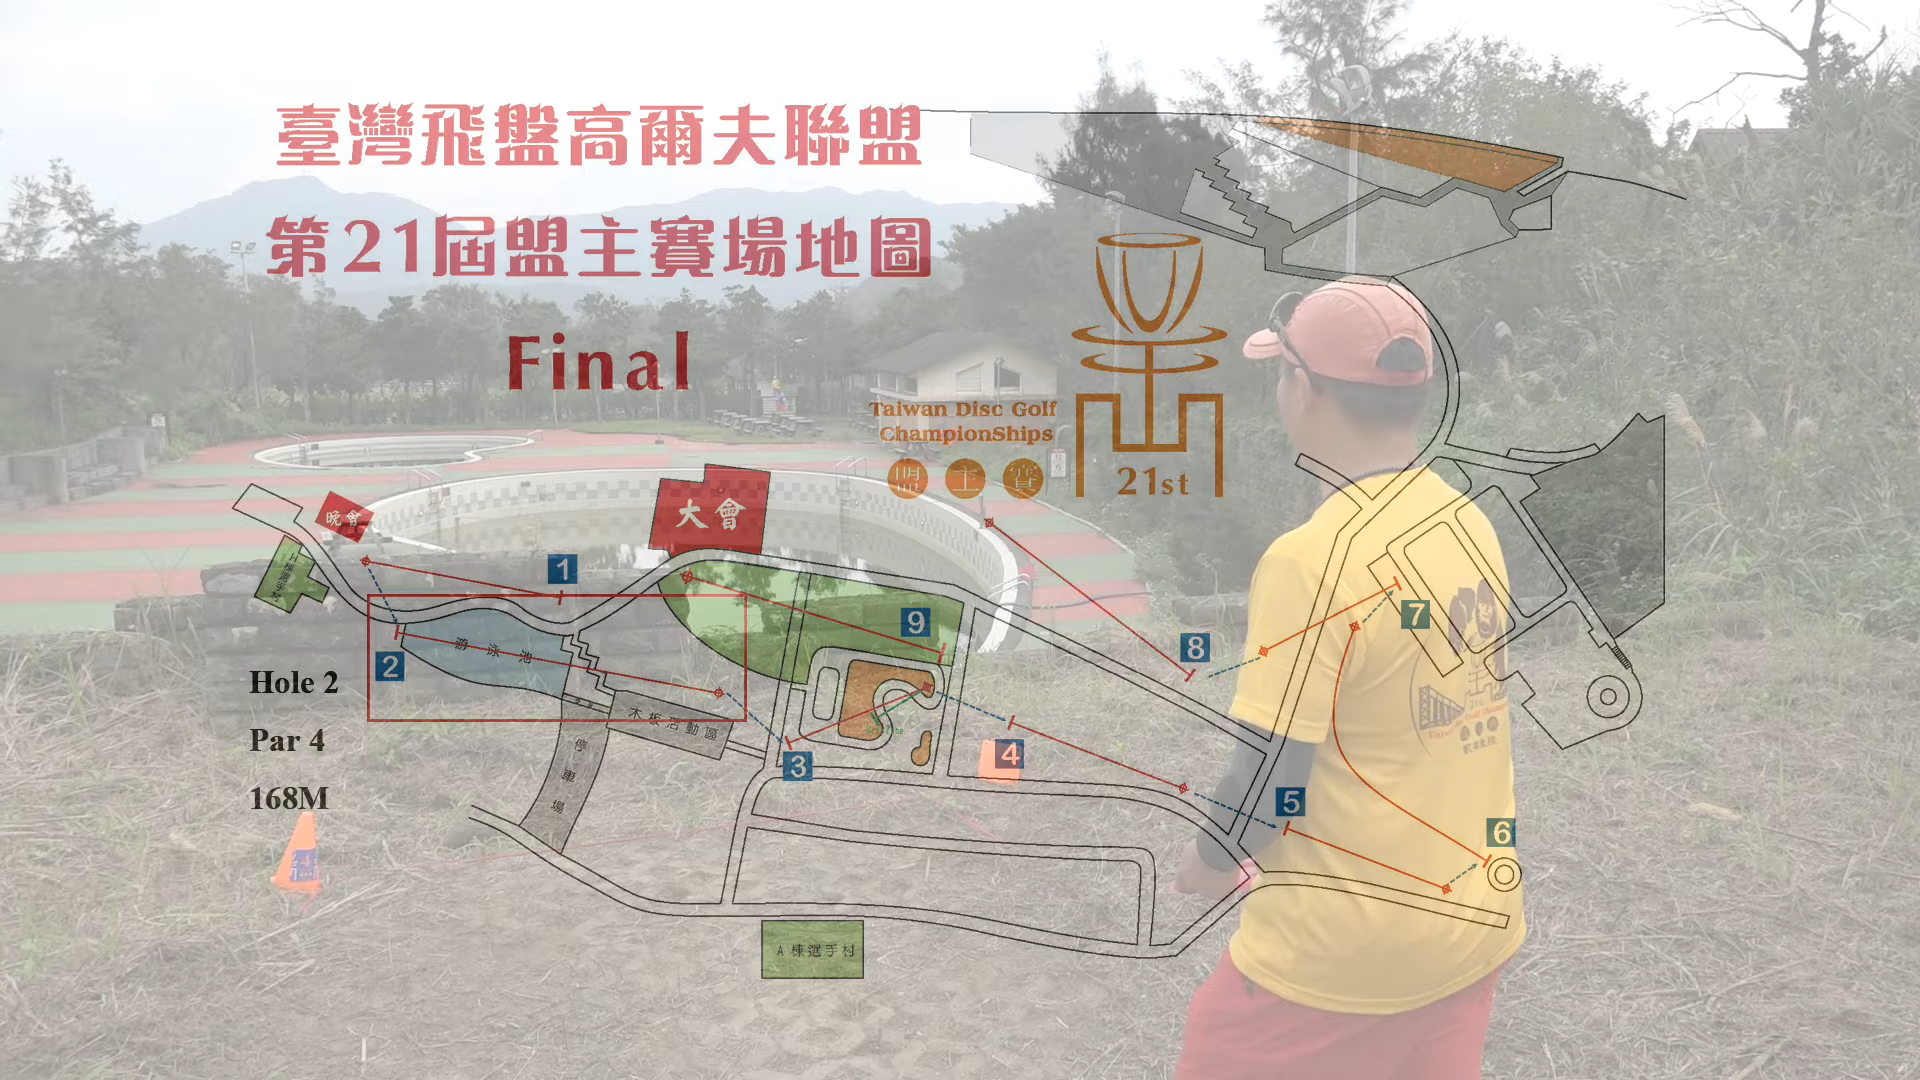 臺灣飛盤高爾夫聯盟
第21屆盟主賽場地圖
Final
Taiwan Disc Golf
ChampionShips
盟主賽
21st
晚會
大會
1
9
2
游泳池
Hole 2
Par 4
168M
木板活動區
停車場
3
4
8
7
5
6
A棟選手村